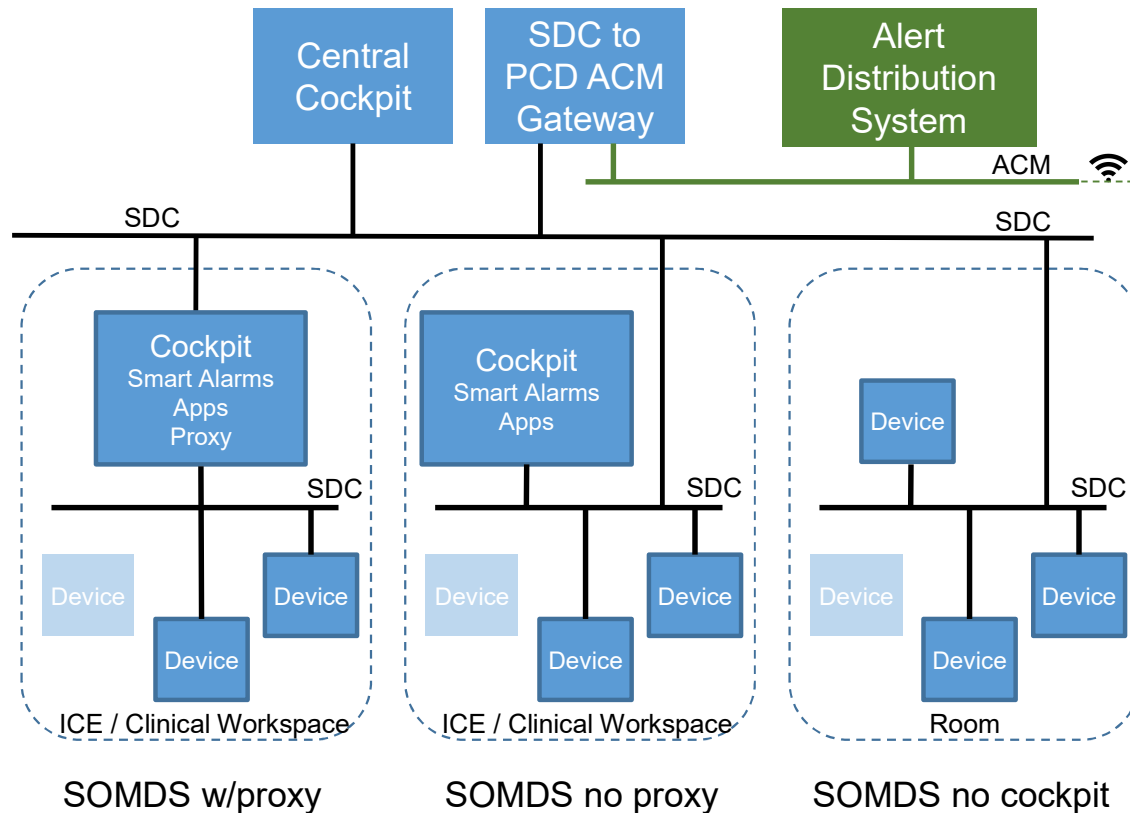 Central
Cockpit
SDC to
PCD ACM
Gateway
Alert
Distribution
System
ACM
SDC
SDC
Cockpit
Smart Alarms
Apps
Proxy
SDC
Device
Device
Device
ICE / Clinical Workspace
SOMDS w/proxy
Cockpit
Smart Alarms
Apps
SDC
Device
Device
Device
ICE / Clinical Workspace
SOMDS no proxy
Device
SDC
Device
Device
Device
Room
SOMDS no cockpit